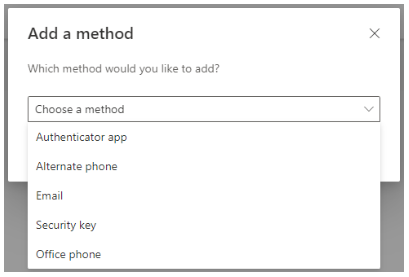 Add a method
Which method would you like to add?
Choose a method
Authenticator app
Alternate phone
Email
Security key
Office phone